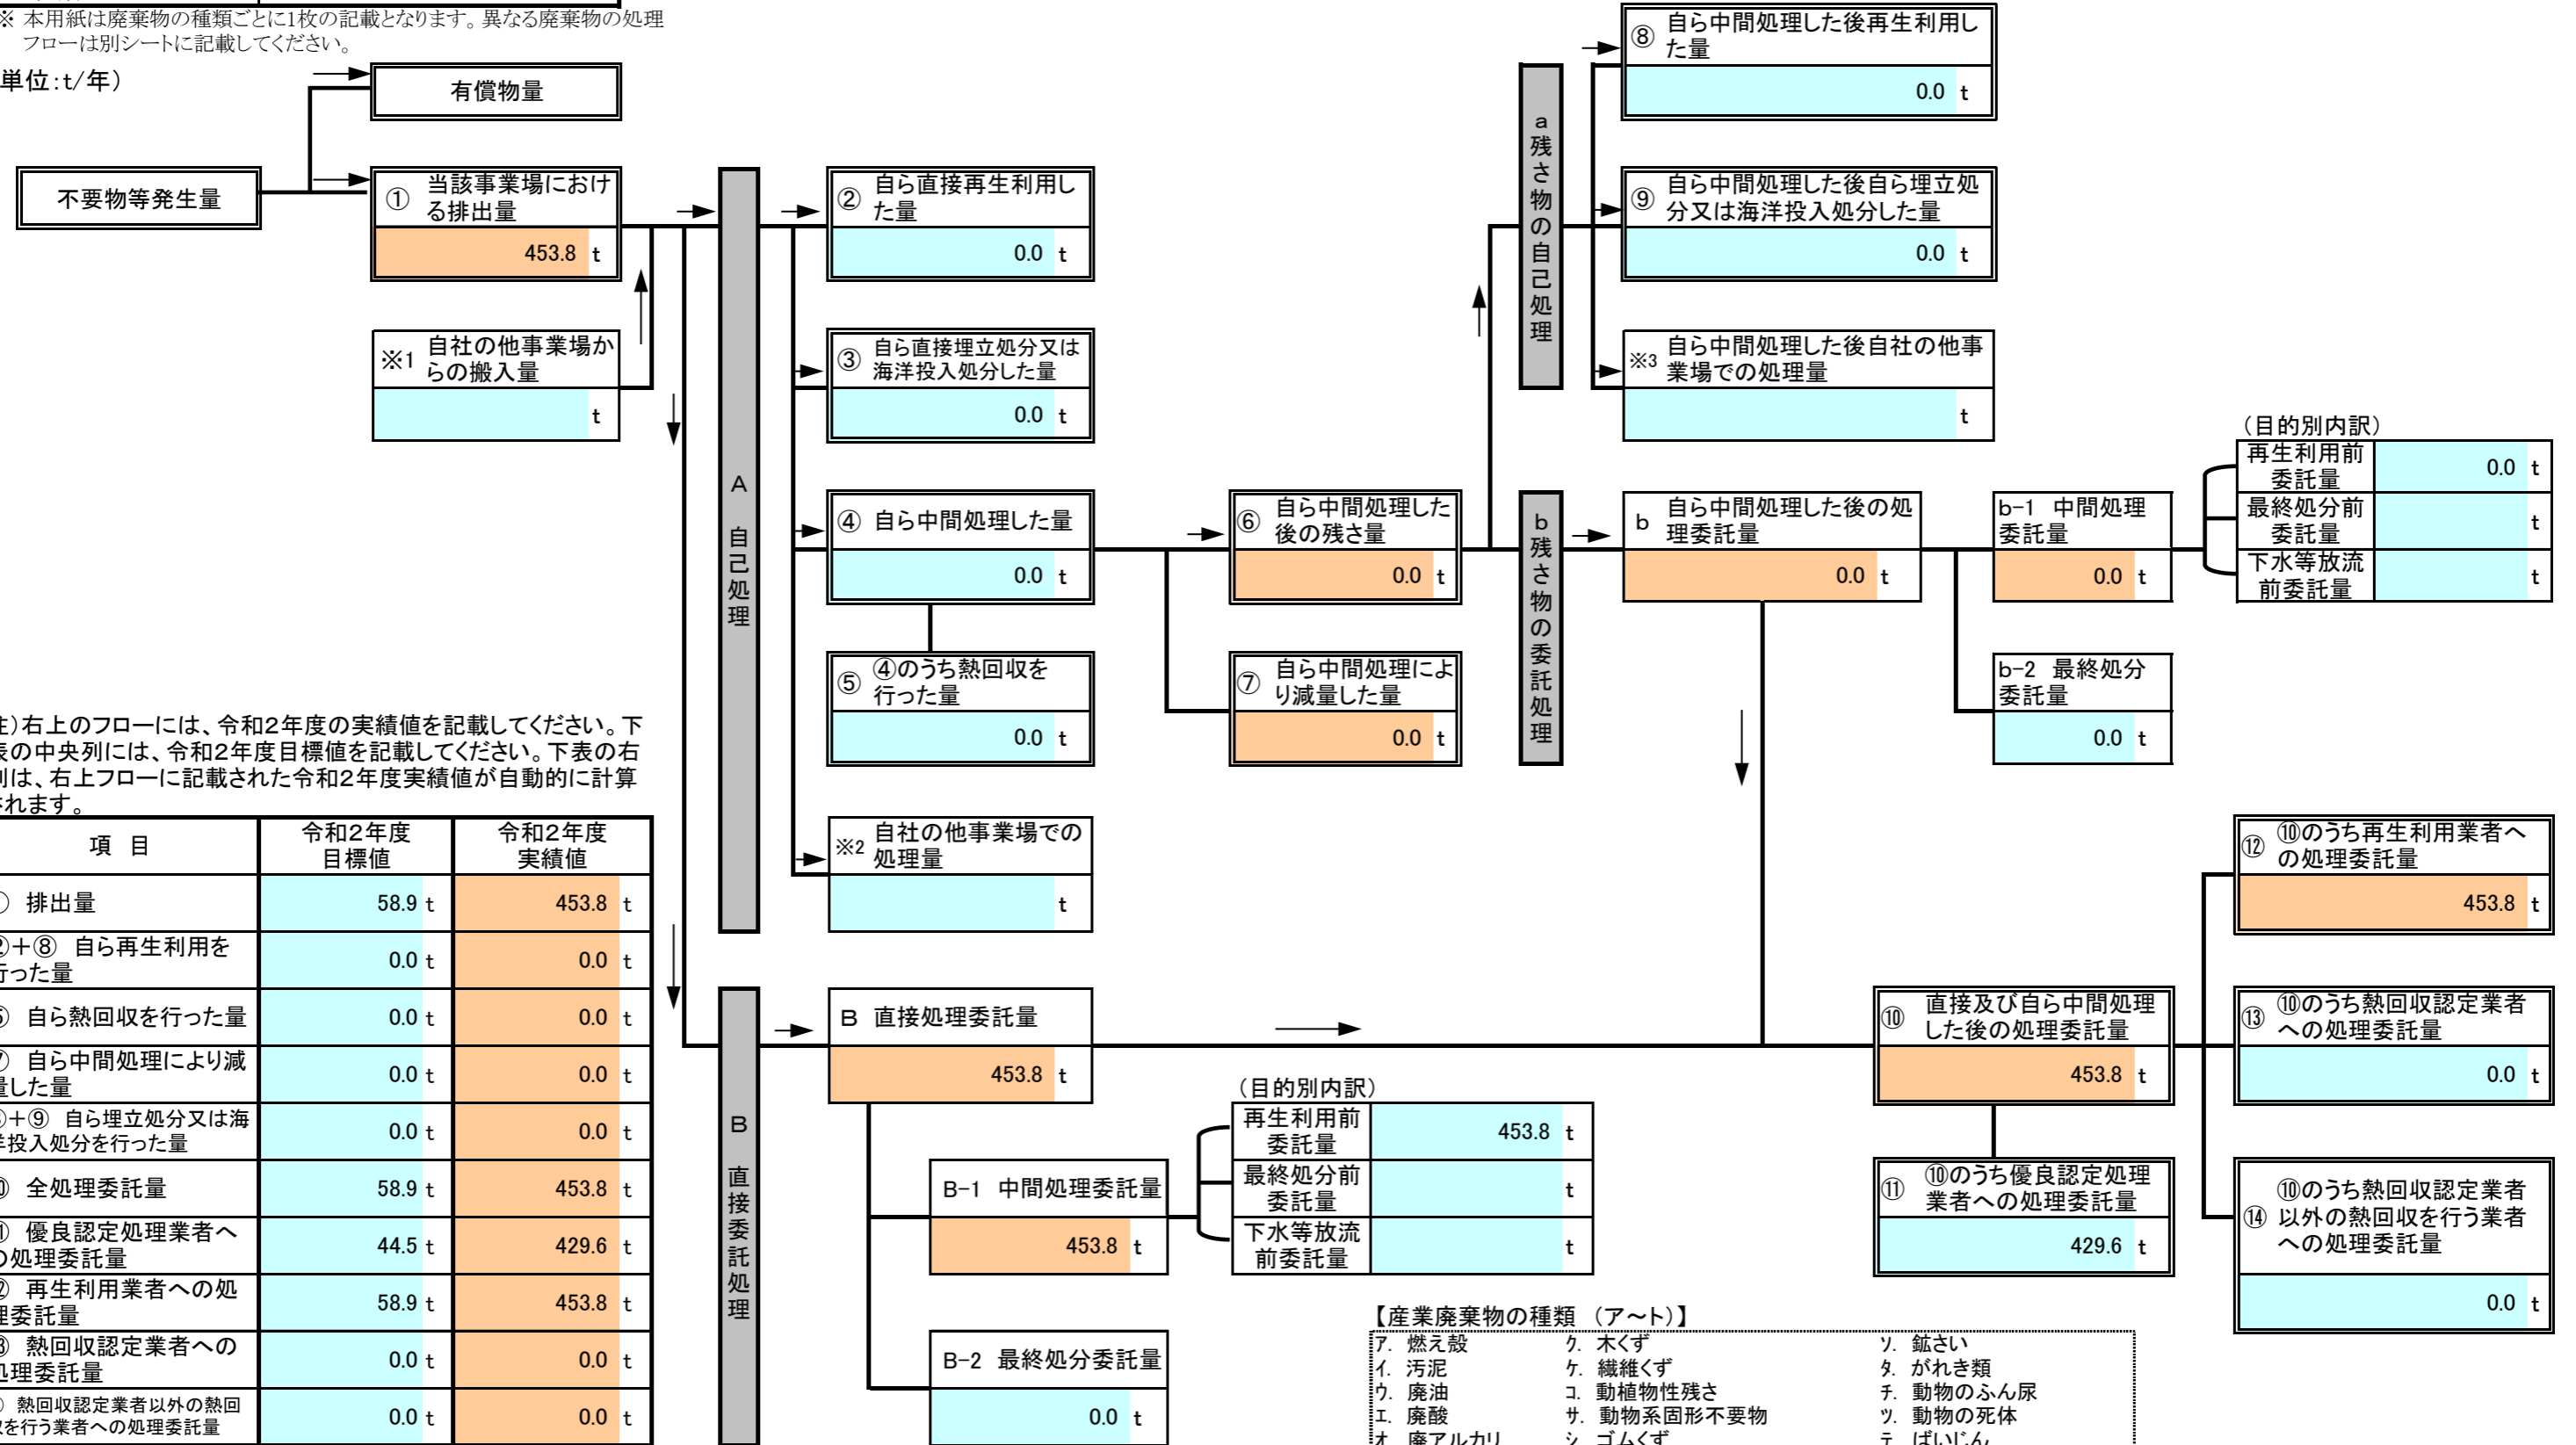 ※ 本用紙は廃棄物の種類ごとに1枚の記載となります。異なる廃棄物の処理
フローは別シートに記載してください。
単位:t/年)
有償物量
不要物等発生量
① 当該事業場におけ
る排出量
453.8 t
※1 自社の他事業場か
らの搬入量
t
A 自己処理
② 自ら直接再生利用し
た量
0.0 t
③ 自ら直接埋立処分又は
海洋投入処分した量
0.0 t
④ 自ら中間処理した量
0.0 t
⑤ ④のうち熱回収を
行った量
0.0 t
※2 自社の他事業場での
処理量
t
⑥ 自ら中間処理した
後の残さ量
0.0 t
⑦ 自ら中間処理によ
り減量した量
0.0 t
a残さ物の自己処理
⑧ 自ら中間処理した後再生利用し
た量
0.0 t
⑨ 自ら中間処理した後自ら埋立処
分又は海洋投入処分した量
0.0 t
※3 自ら中間処理した後自社の他事
業場での処理量
t
b残さ物の委託処理
b 自ら中間処理した後の処
理委託量
0.0 t
b-1 中間処理
委託量
0.0 t
b-2 最終処分
委託量
0.0 t
(目的別内訳)
再生利用前
委託量 0.0 t
最終処分前
委託量 t
下水等放流
前委託量 t
注)右上のフローには、令和2年度の実績値を記載してください。下
表の中央列には、令和2年度目標値を記載してください。下表の右
列は、右上フローに記載された令和2年度実績値が自動的に計算
されます。
項 目 令和2年度
目標値 令和2年度
実績値
① 排出量 58.9 t 453.8 t
②+⑧ 自ら再生利用を
行った量 0.0 t 0.0 t
⑤ 自ら熱回収を行った量 0.0 t 0.0 t
⑦ 自ら中間処理により減
量した量 0.0 t 0.0 t
③+⑨ 自ら埋立処分又は海
洋投入処分を行った量 0.0 t 0.0 t
⑩ 全処理委託量 58.9 t 453.8 t
⑪ 優良認定処理業者へ
の処理委託量 44.5 t 429.6 t
⑫ 再生利用業者への処
理委託量 58.9 t 453.8 t
⑬ 熱回収認定業者への
処理委託量 0.0 t 0.0 t
⑭ 熱回収認定業者以外の熱回
収を行う業者への処理委託量 0.0 t 0.0 t
B 直接委託処理
B 直接処理委託量
453.8 t
B-1 中間処理委託量
453.8 t
B-2 最終処分委託量
0.0 t
(目的別内訳)
再生利用前
委託量 453.8 t
最終処分前
委託量 t
下水等放流
前委託量 t
⑩ 直接及び自ら中間処理
した後の処理委託量
453.8 t
⑪ ⑩のうち優良認定処理
業者への処理委託量
429.6 t
⑫ ⑩のうち再生利用業者へ
の処理委託量
453.8 t
⑬ ⑩のうち熱回収認定業者
への処理委託量
0.0 t
⑭ ⑩のうち熱回収認定業者
以外の熱回収を行う業者
への処理委託量
0.0 t
【産業廃棄物の種類 (ア~ト)】
ア. 燃え殻 ク. 木くず ソ. 鉱さい
イ. 汚泥 ケ. 繊維くず タ. がれき類
ウ. 廃油 コ. 動植物性残さ チ. 動物のふん尿
エ. 廃酸 サ. 動物系固形不要物 ツ. 動物の死体
オ. 廃アルカリ シ. ゴムくず テ. ばいじん